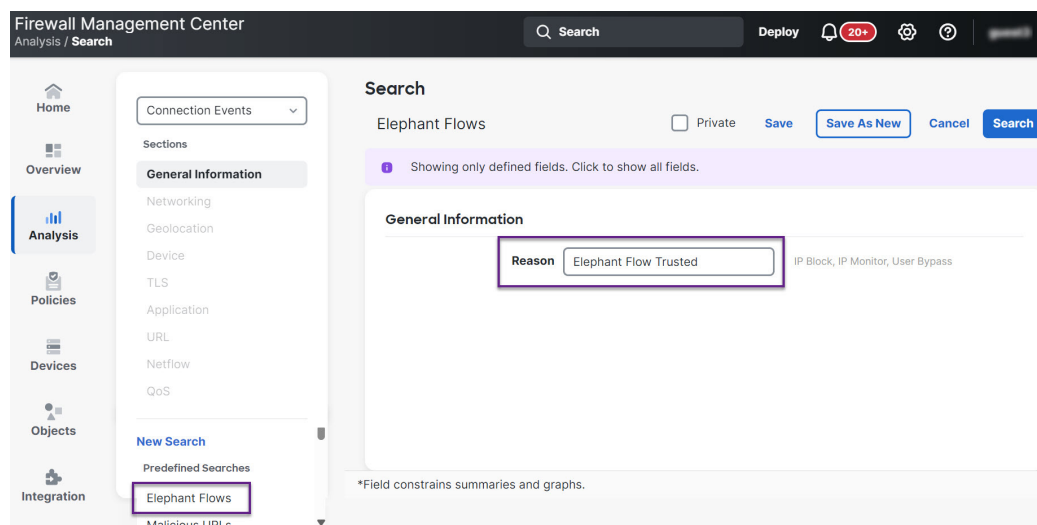 Firewall Management Center
Analysis / Search
Search
Deploy
20+
Home
Overview
Analysis
Policies
Devices
Objects
Integration
Connection Events
Sections
General Information
Networking
Geolocation
Device
TLS
Application
URL
Netflow
QoS
New Search
Predefined Searches
Elephant Flows
Malicious URLs
Search
Elephant Flows
Private
Save
Save As New
Cancel
Search
Showing only defined fields. Click to show all fields.
General Information
Reason
Elephant Flow Trusted
IP Block, IP Monitor, User Bypass
*Field constrains summaries and graphs.